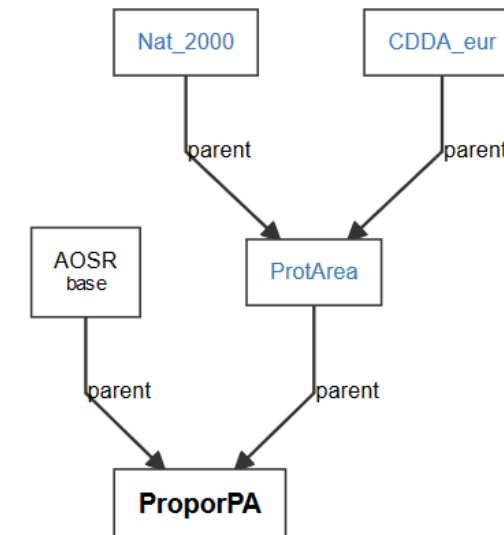 Nat_2000
CDDA_eur
parent
parent
AOSR
base
ProtArea
parent
parent
ProporPA